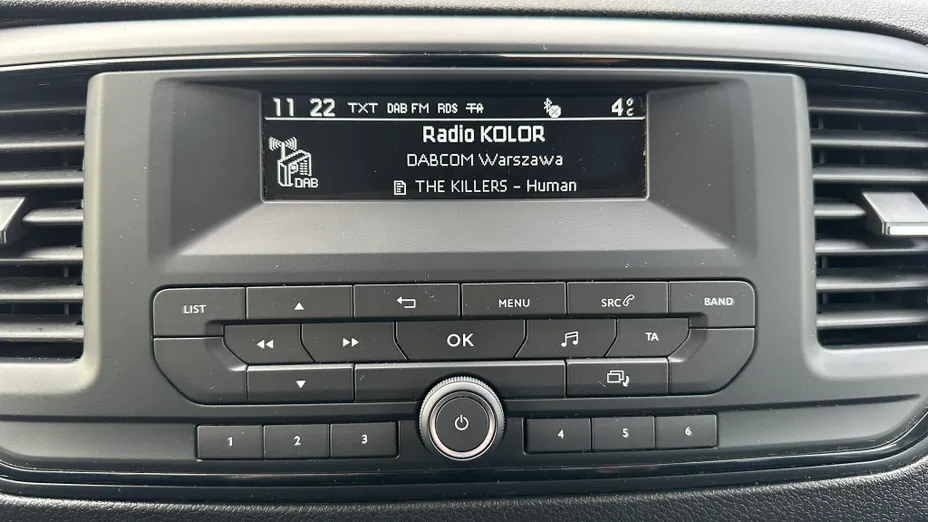 11 22 TXT DAB FM RDS TA 4°C
Radio KOLOR
DABCOM Warszawa
DAB
THE KILLERS - Human
LIST
MENU
SRC
BAND
OK
TA
1 2 3 4 5 6